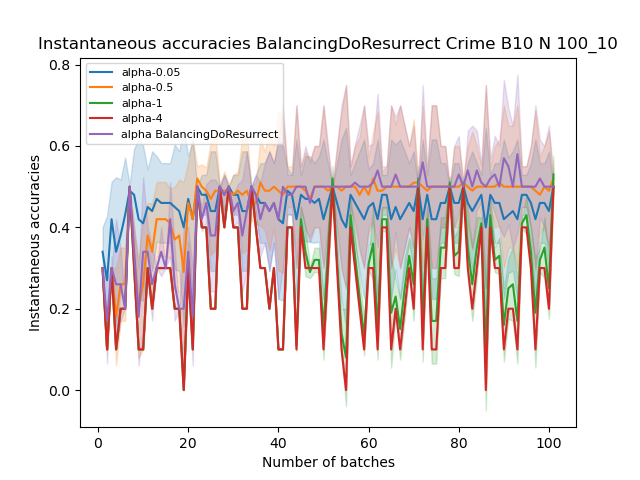 Instantaneous accuracies BalancingDoResurrect Crime B10 N 100_10
alpha-0.05
alpha-0.5
alpha-1
alpha-4
alpha BalancingDoResurrect
0.8
0.6
0.4
0.2
0.0
Instantaneous accuracies
0 20 40 60 80 100
Number of batches